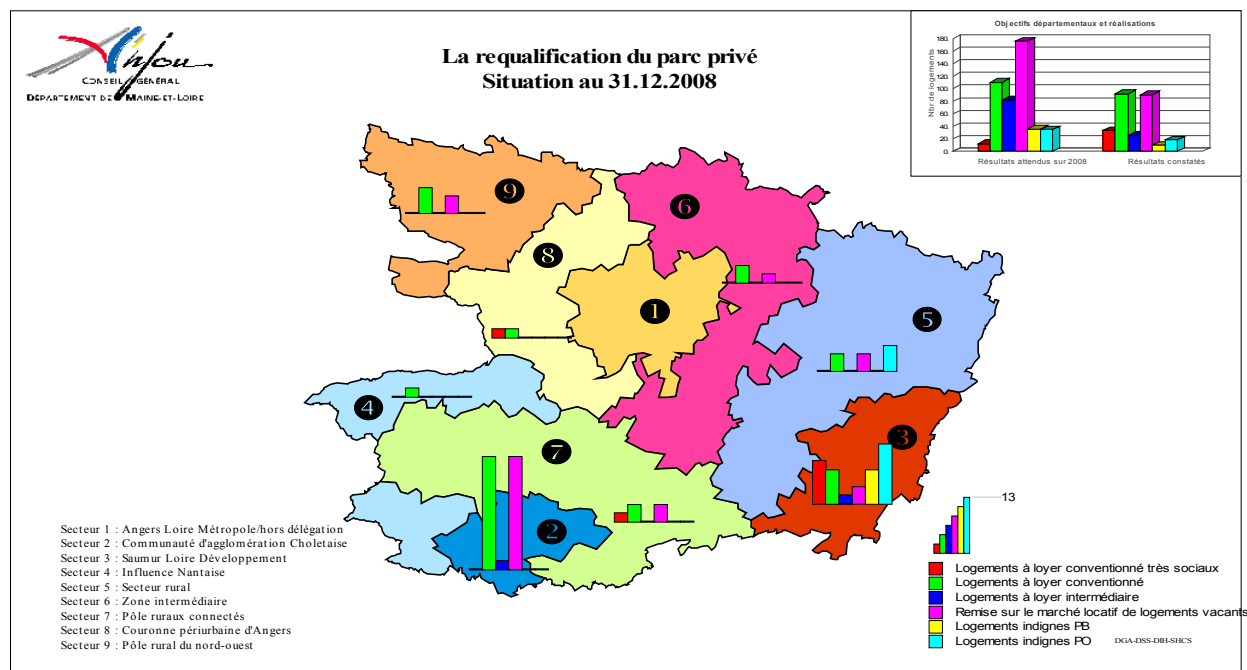 Anjou
CONSEIL GÉNÉRAL
DÉPARTEMENT DE MAINE-ET-LOIRE
La requalification du parc privé
Situation au 31.12.2008
Objectifs départementaux et réalisations
Nbr de logements
180
160
140
120
100
80
60
40
20
0
Résultats attendus sur 2008
Résultats constatés
9
6
8
1
5
4
3
7
2
13
Secteur 1 : Angers Loire Métropole/hors délégation
Secteur 2 : Communauté d'agglomération Choletaise
Secteur 3 : Saumur Loire Développement
Secteur 4 : Influence Nantaise
Secteur 5 : Secteur rural
Secteur 6 : Zone intermédiaire
Secteur 7 : Pôle ruraux connectés
Secteur 8 : Couronne périurbaine d'Angers
Secteur 9 : Pôle rural du nord-ouest
Logements à loyer conventionné très sociaux
Logements à loyer conventionné
Logements à loyer intermédiaire
Remise sur le marché locatif de logements vacants
Logements indignes PB
Logements indignes PO
DGA-DSS-DIH-SHCS